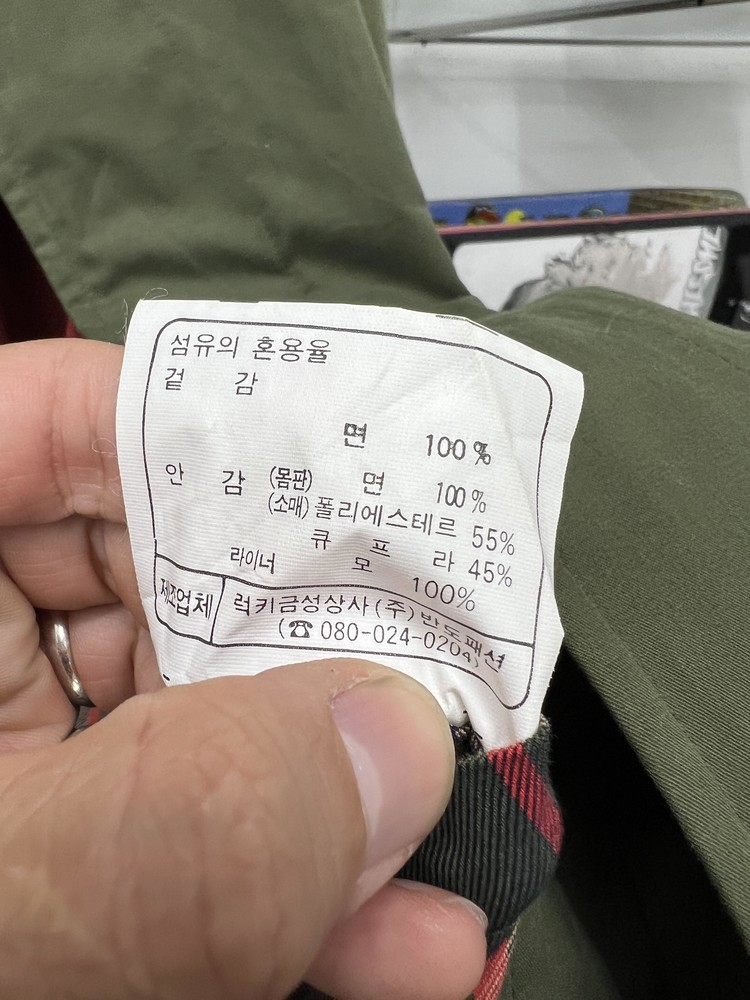 섬유의 혼용율
겉 감
면 100%
안 감 (몸판) 면 100%
(소매) 폴리에스테르 55%
큐 프 라 45%
라이너 모 100%
제조업체 럭키금성상사(주)반도패션
(☎ 080-024-0204)